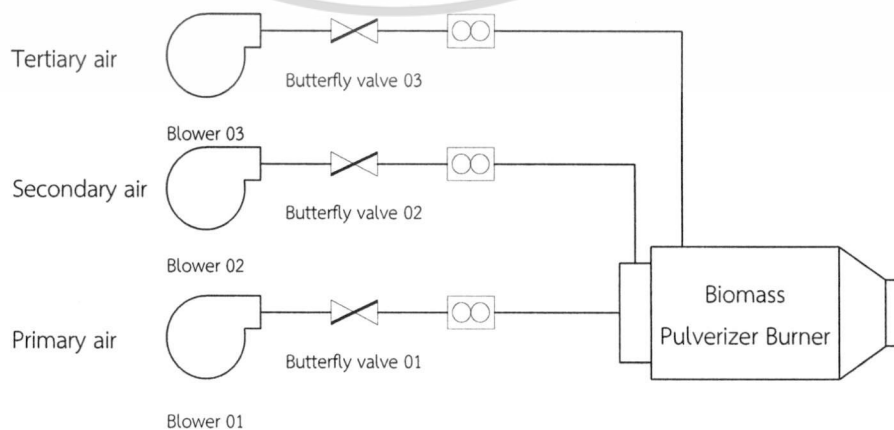 Tertiary air
Butterfly valve 03
Blower 03
Secondary air
Butterfly valve 02
Blower 02
Biomass
Pulverizer Burner
Primary air
Butterfly valve 01
Blower 01